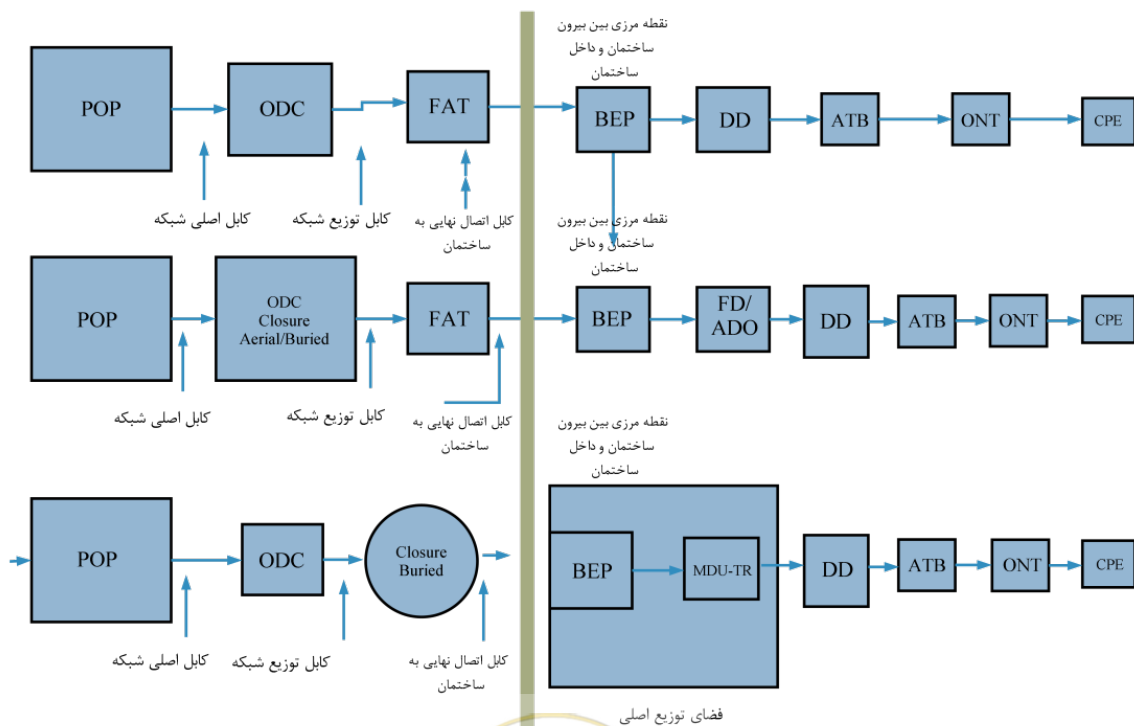 نقطه مرزی بین بیرون
ساختمان و داخل
ساختمان
POP
ODC
FAT
BEP
DD
ATB
ONT
CPE
کابل اصلی شبکه
کابل توزیع شبکه
کابل اتصال نهایی به
ساختمان
نقطه مرزی بین بیرون
ساختمان و داخل
ساختمان
POP
ODC
Closure
Aerial/Buried
FAT
BEP
FD/
ADO
DD
ATB
ONT
CPE
کابل اصلی شبکه
کابل توزیع شبکه
کابل اتصال نهایی به
ساختمان
نقطه مرزی بین بیرون
ساختمان و داخل
ساختمان
POP
ODC
Closure
Buried
BEP
MDU-TR
DD
ATB
ONT
CPE
کابل اصلی شبکه
کابل توزیع شبکه
کابل اتصال نهایی به
ساختمان
فضای توزیع اصلی